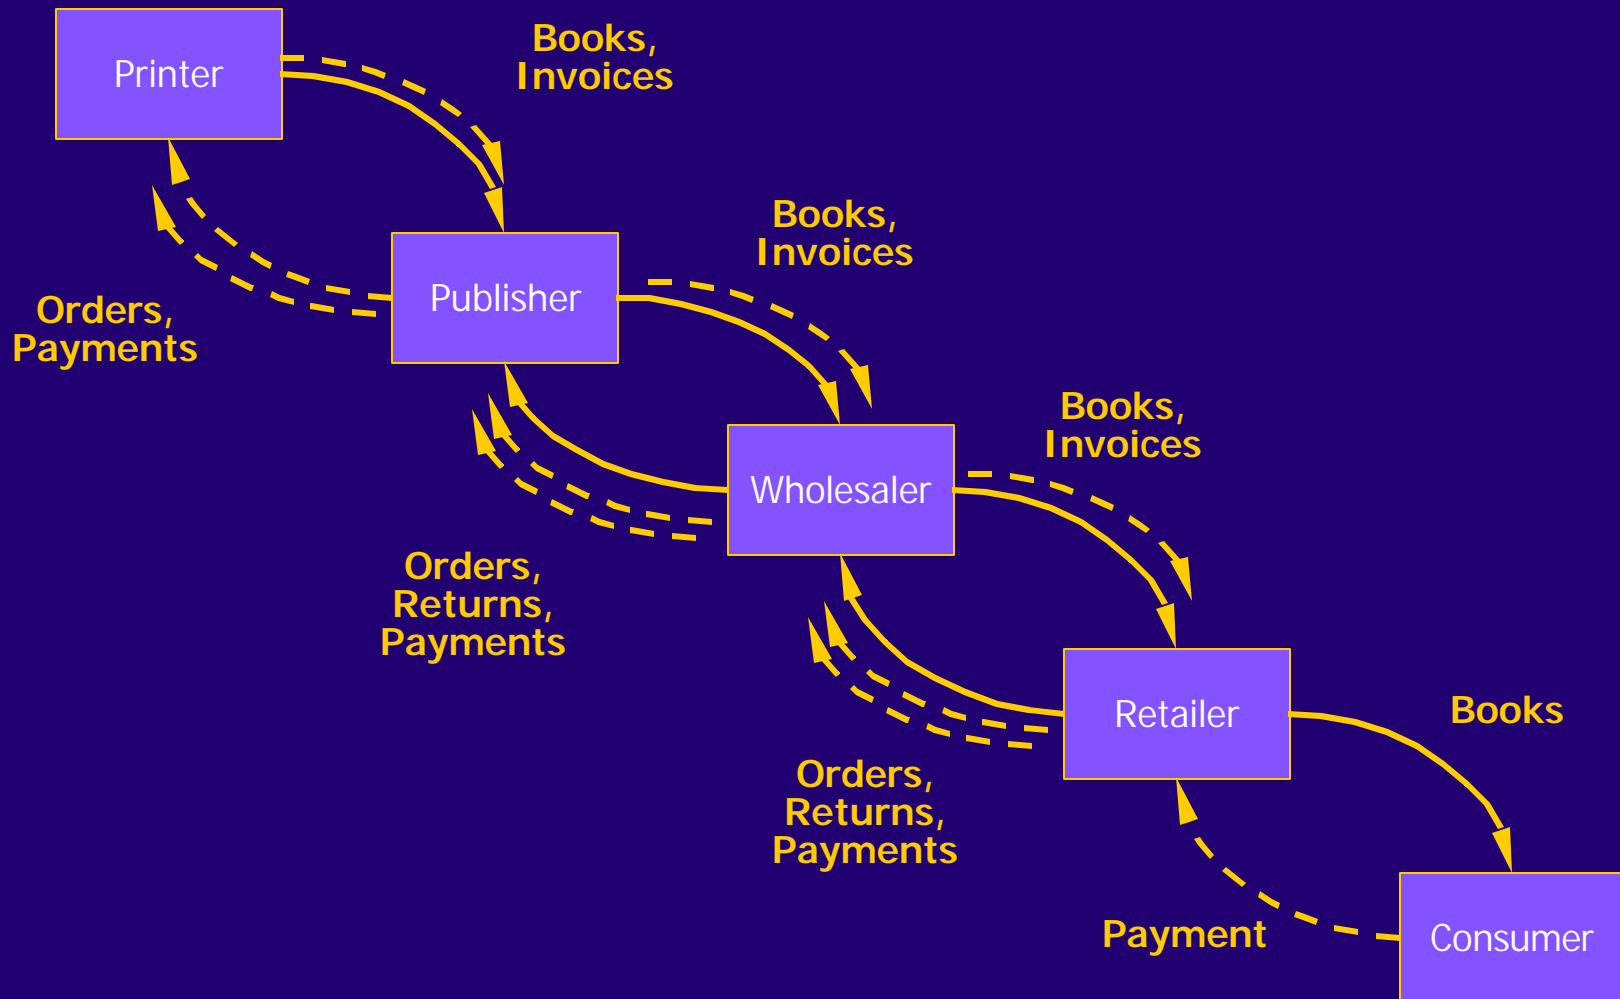 Printer
Books,
Invoices
Orders,
Payments
Publisher
Books,
Invoices
Orders,
Returns,
Payments
Wholesaler
Books,
Invoices
Orders,
Returns,
Payments
Retailer
Books
Payment
Consumer